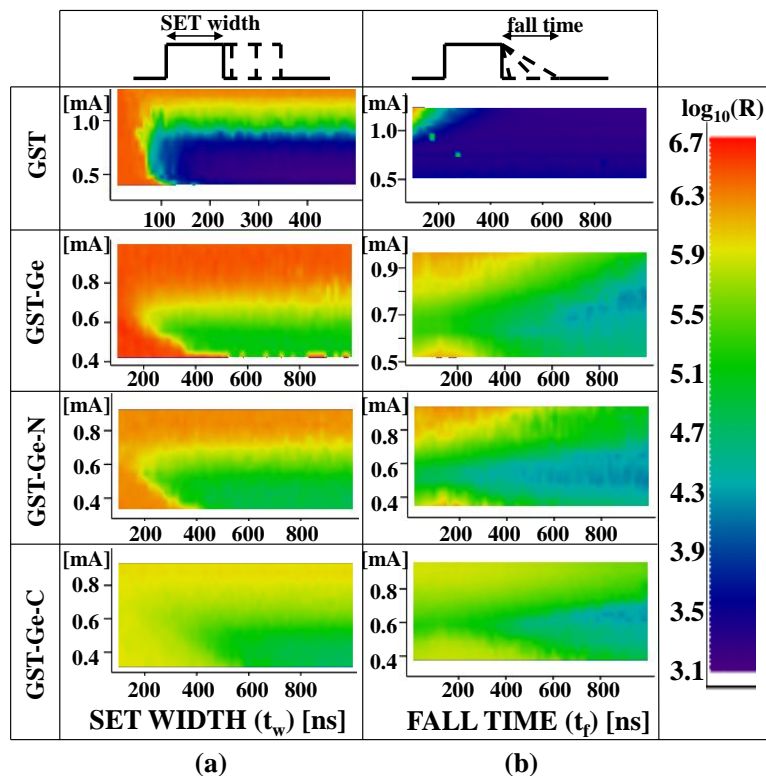 SET width
fall time
log10(R)
GST
[mA]
1.0
0.5
100 200 300 400
[mA]
1.0
0.5
200 400 600 800
GST-Ge
[mA]
0.8
0.6
0.4
200 400 600 800
[mA]
0.9
0.7
0.5
200 400 600 800
GST-Ge-N
[mA]
0.8
0.6
0.4
200 400 600 800
[mA]
0.8
0.6
0.4
200 400 600 800
GST-Ge-C
[mA]
0.8
0.6
0.4
200 400 600 800
[mA]
0.8
0.6
0.4
200 400 600 800
6.7
6.3
5.9
5.5
5.1
4.7
4.3
3.9
3.5
3.1
SET WIDTH (tw) [ns]
FALL TIME (tf) [ns]
(a)
(b)